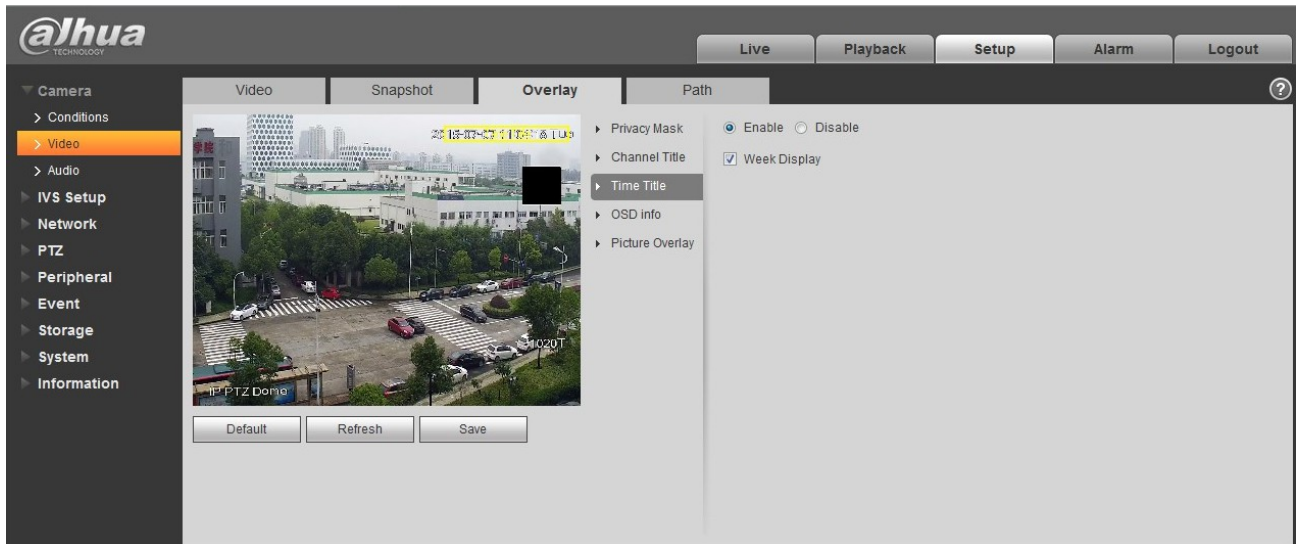 alhua
TECHNOLOGY
Live Playback Setup Alarm Logout
Camera
Conditions
Video
Audio
IVS Setup
Network
PTZ
Peripheral
Event
Storage
System
Information
Video Snapshot Overlay Path
?
IP PTZ Dome
1020T
Default Refresh Save
Privacy Mask
Channel Title
Time Title
OSD info
Picture Overlay
Enable Disable
Week Display